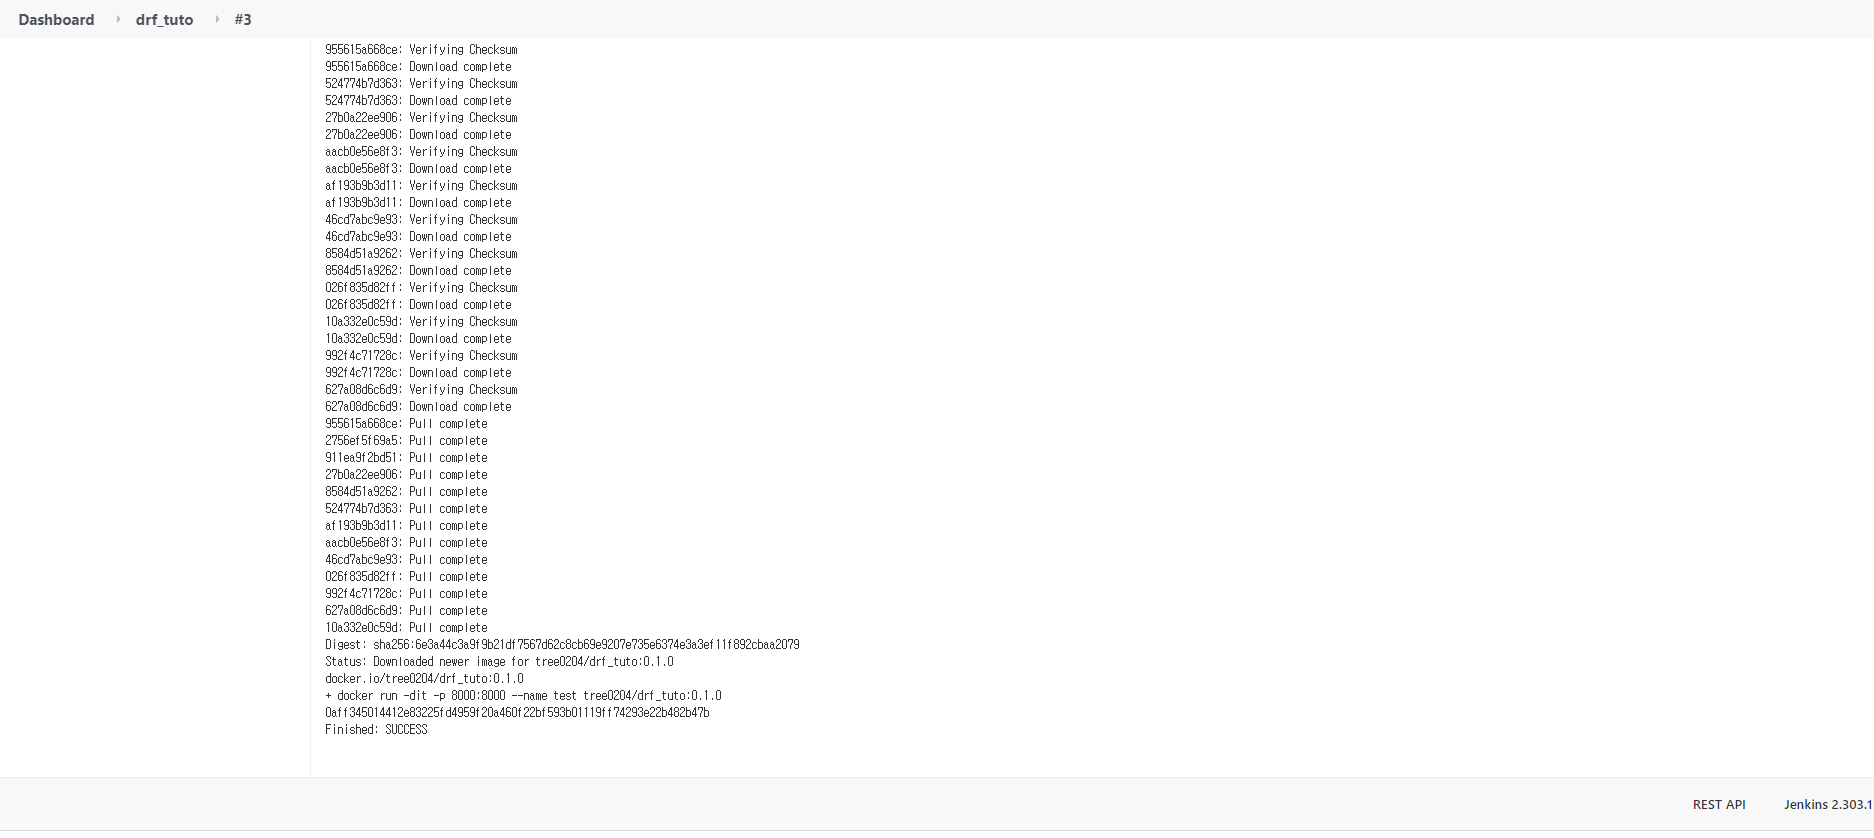 Dashboard › drf_tuto › #3
955615a668ce: Verifying Checksum
955615a668ce: Download complete
524774b7d363: Verifying Checksum
524774b7d363: Download complete
27b0a22ee906: Verifying Checksum
27b0a22ee906: Download complete
aacb0e56e8f3: Verifying Checksum
aacb0e56e8f3: Download complete
af193b9b3d11: Verifying Checksum
af193b9b3d11: Download complete
46cd7abc9e93: Verifying Checksum
46cd7abc9e93: Download complete
8584d51a9262: Verifying Checksum
8584d51a9262: Download complete
026f835d82ff: Verifying Checksum
026f835d82ff: Download complete
10a332e0c59d: Verifying Checksum
10a332e0c59d: Download complete
992f4c71728c: Verifying Checksum
992f4c71728c: Download complete
627a08d6c6d9: Verifying Checksum
627a08d6c6d9: Download complete
955615a668ce: Pull complete
2756ef5f69a5: Pull complete
911ea9f2bd51: Pull complete
27b0a22ee906: Pull complete
8584d51a9262: Pull complete
524774b7d363: Pull complete
af193b9b3d11: Pull complete
aacb0e56e8f3: Pull complete
46cd7abc9e93: Pull complete
026f835d82ff: Pull complete
992f4c71728c: Pull complete
627a08d6c6d9: Pull complete
10a332e0c59d: Pull complete
Digest: sha256:6e3a44c3a9f9b21df7567d62c8cb69e9207e735e6374e3a3ef11f892cbaa2079
Status: Downloaded newer image for tree0204/drf_tuto:0.1.0
docker.io/tree0204/drf_tuto:0.1.0
+ docker run -dit -p 8000:8000 --name test tree0204/drf_tuto:0.1.0
0aff345014412e83225fd4959f20a460f22bf593b01119ff74293e22b482b47b
Finished: SUCCESS
REST API Jenkins 2.303.1